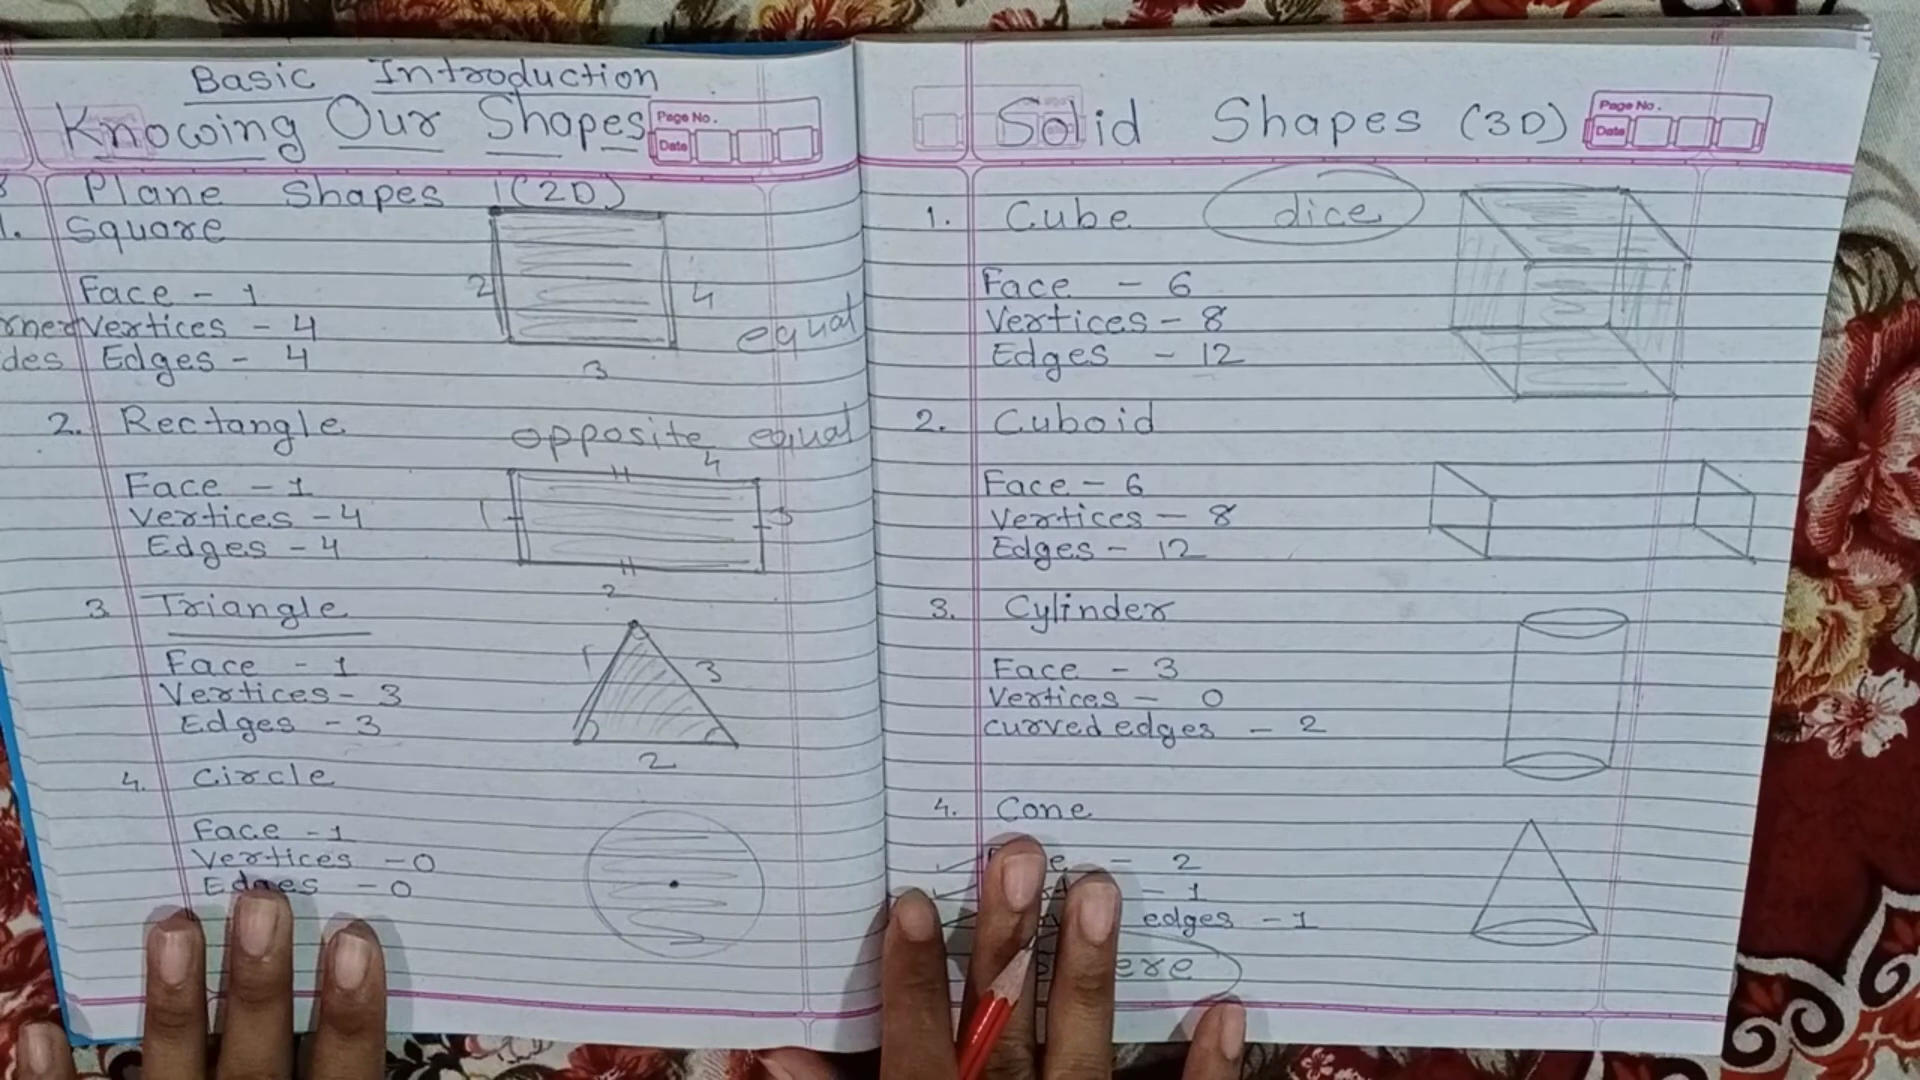 Basic Introduction
Knowing Our Shapes
Page No.
Date
Plane Shapes (2D)
1. Square
Face - 1
Vertices - 4
des Edges - 4
2
4
3
equal
2. Rectangle
opposite equal
Face - 1
Vertices - 4
Edges - 4
1
4
3
2
3 Triangle
Face - 1
Vertices - 3
Edges - 3
1
3
2
4. Circle
Face - 1
Vertices - 0
Edges - 0
Solid Shapes (3D)
Page No.
Date
1. Cube dice
Face - 6
Vertices - 8
Edges - 12
2. Cuboid
Face - 6
Vertices - 8
Edges - 12
3. Cylinder
Face - 3
Vertices - 0
curved edges - 2
4. Cone
- 2
- 1
edges - 1